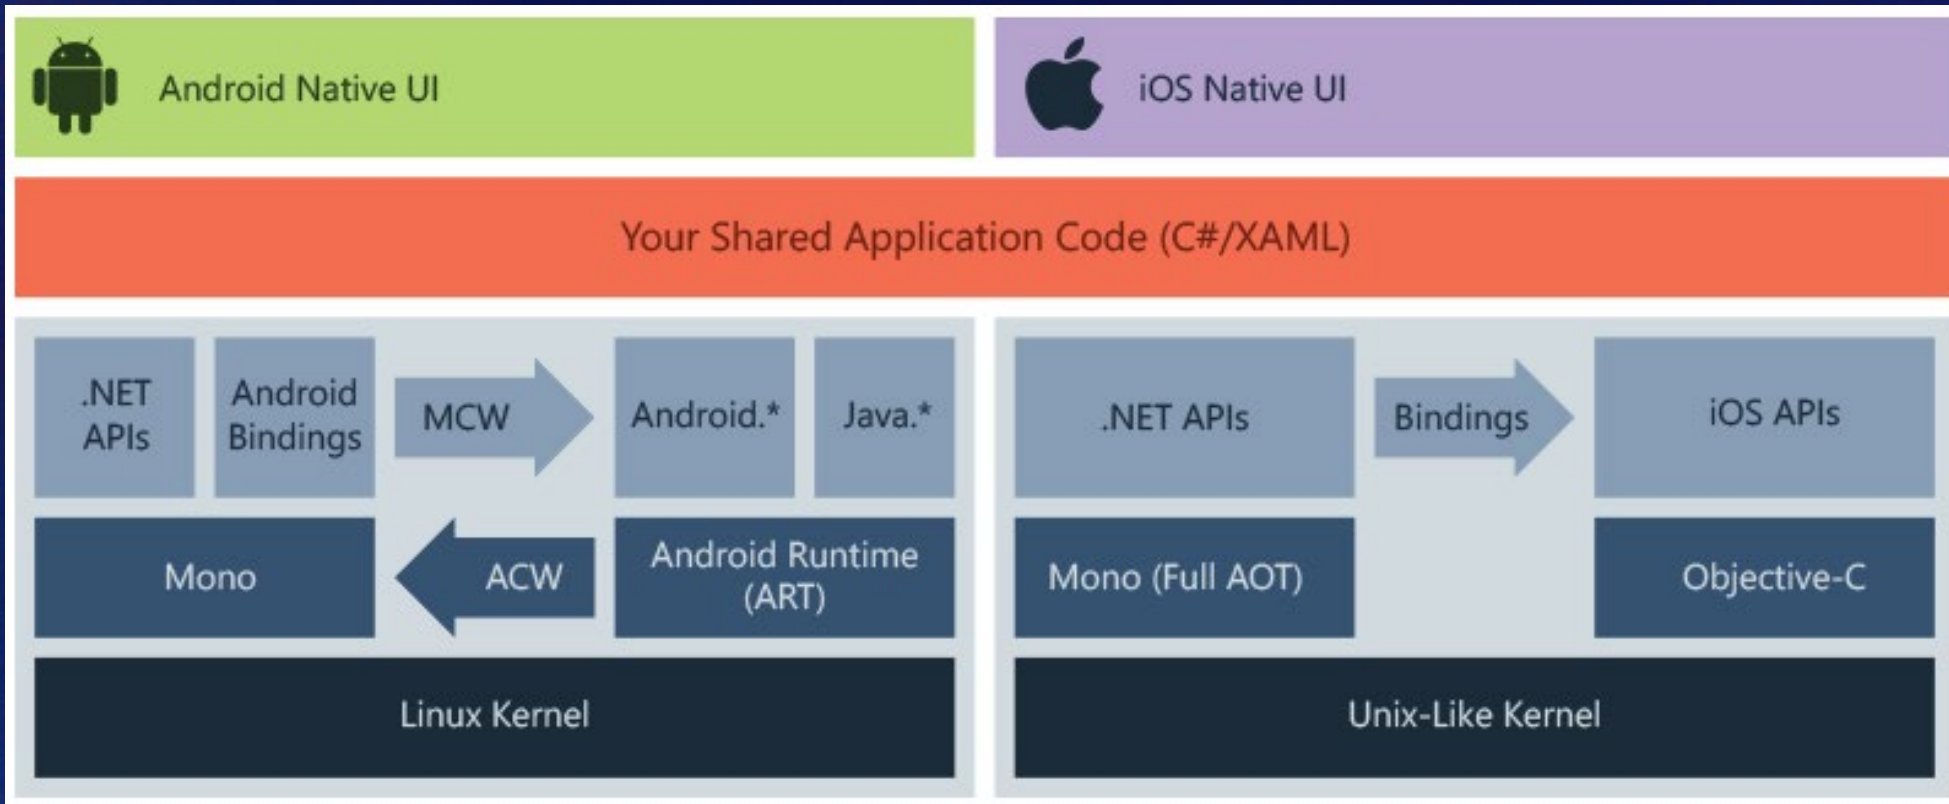 Android Native UI
iOS Native UI
Your Shared Application Code (C#/XAML)
.NET
APIs
Android
Bindings
MCW
Android.*
Java.*
.NET APIs
Bindings
iOS APIs
Mono
ACW
Android Runtime
(ART)
Mono (Full AOT)
Objective-C
Linux Kernel
Unix-Like Kernel